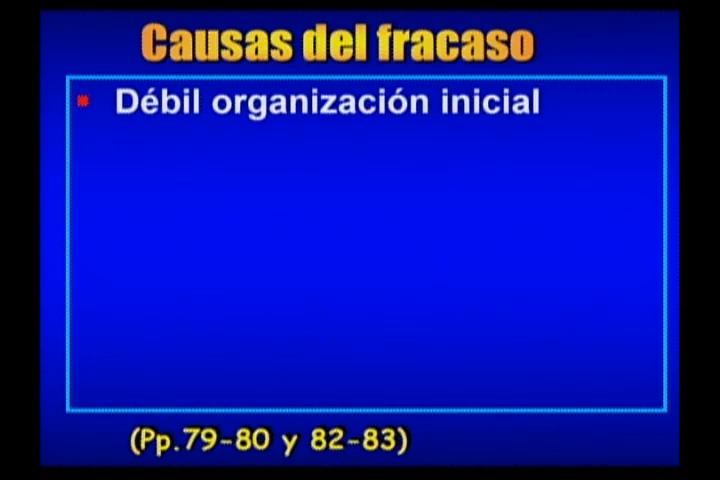 Causas del fracaso
Débil organización inicial
(Pp.79-80 y 82-83)